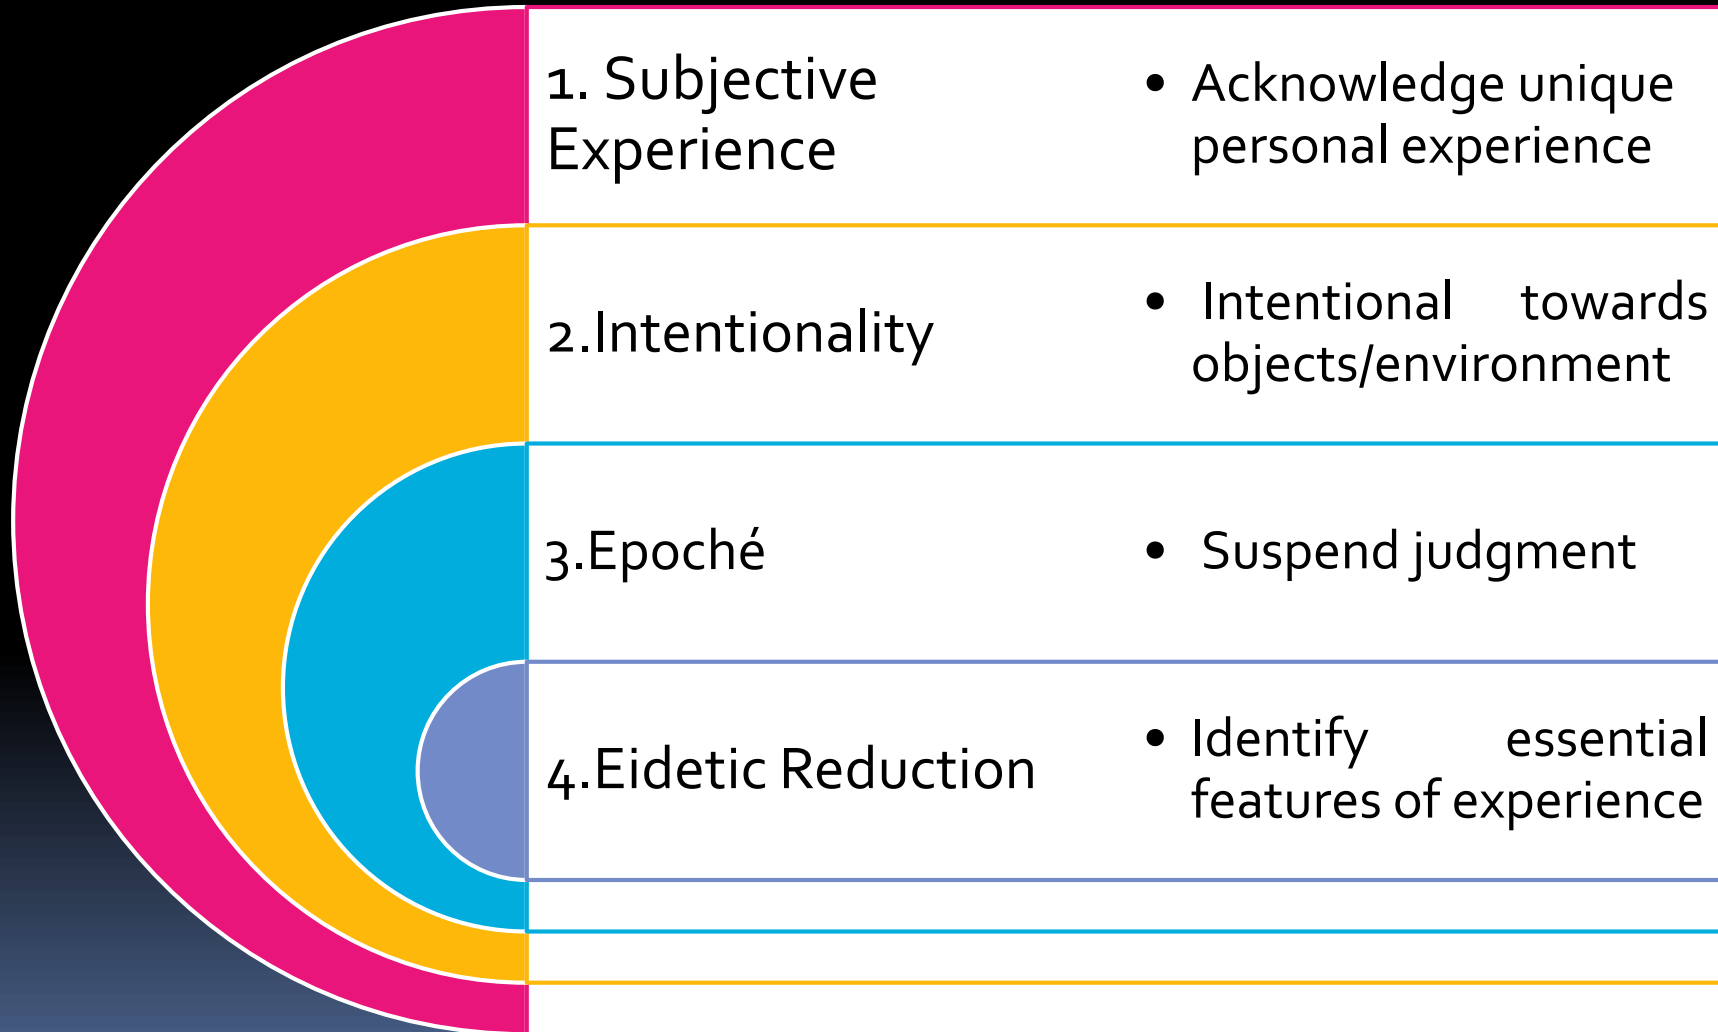 1. Subjective
Experience
• Acknowledge unique
personal experience
2.Intentionality
• Intentional towards
objects/environment
3.Epoché
• Suspend judgment
4.Eidetic Reduction
• Identify essential
features of experience